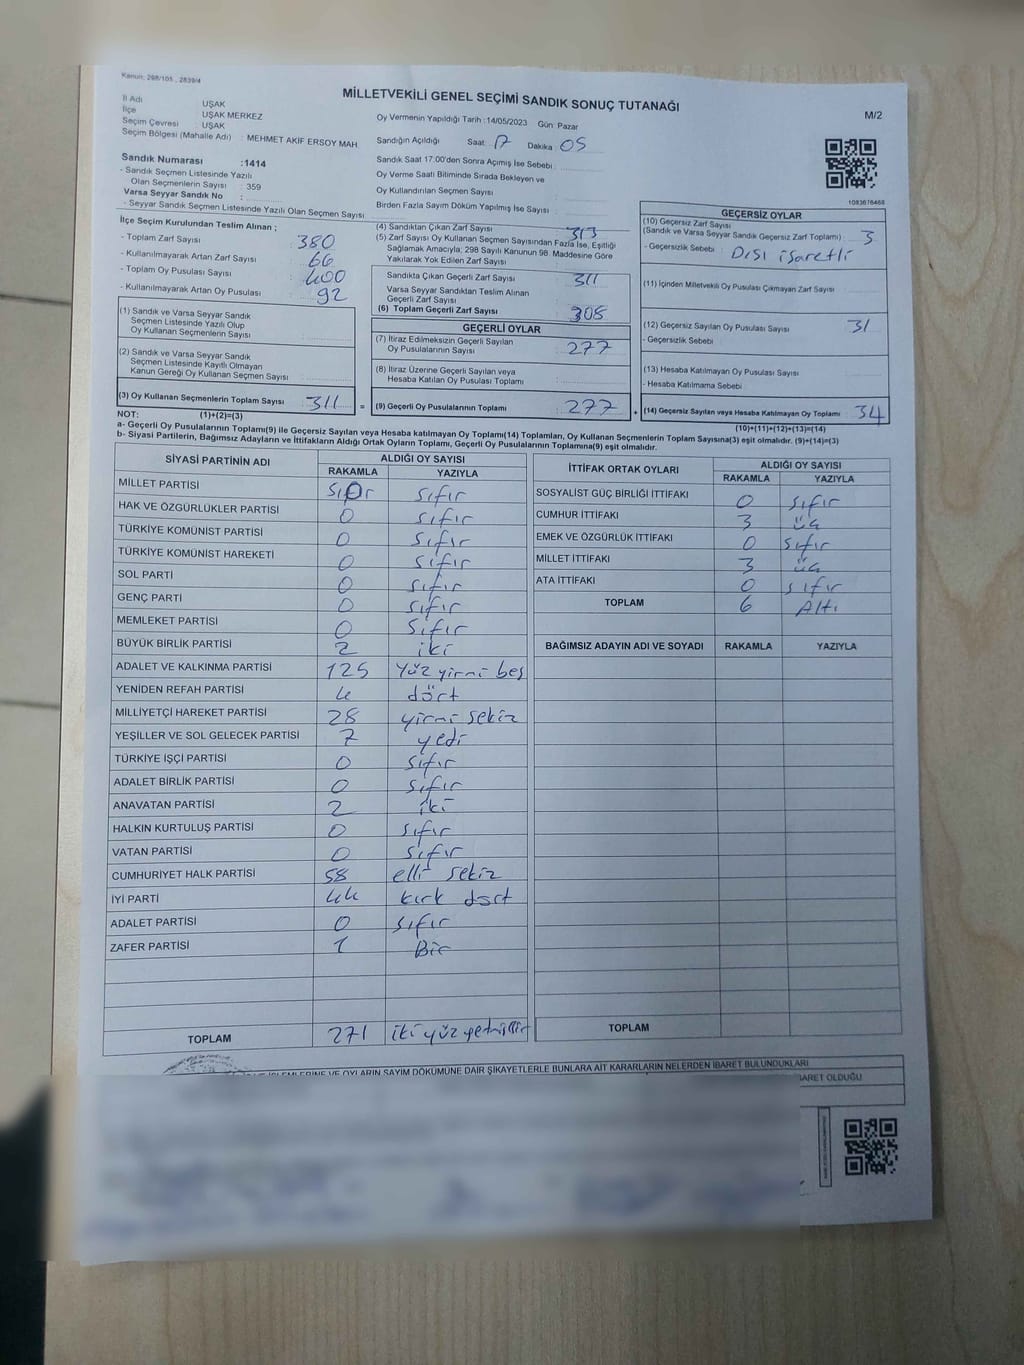 Kanun: 298/105 , 2839/4
MİLLETVEKİLİ GENEL SEÇİMİ SANDIK SONUÇ TUTANAĞI
M/2
İl Adı UŞAK
İlçe UŞAK MERKEZ
Seçim Çevresi : UŞAK
Seçim Bölgesi (Mahalle Adı) : MEHMET AKİF ERSOY MAH.
Oy Vermenin Yapıldığı Tarih : 14/05/2023 Gün: Pazar
Sandığın Açıldığı Saat: 17 Dakika : 05
Sandık Saat 17:00'den Sonra Açılmış İse Sebebi :
Oy Verme Saati Bitiminde Sırada Bekleyen ve
Oy Kullandırılan Seçmen Sayısı
Birden Fazla Sayım Döküm Yapılmış İse Sayısı
Sandık Numarası :1414
- Sandık Seçmen Listesinde Yazılı
Olan Seçmenlerin Sayısı : 359
Varsa Seyyar Sandık No :
- Seyyar Sandık Seçmen Listesinde Yazılı Olan Seçmen Sayısı
1083676468
İlçe Seçim Kurulundan Teslim Alınan ;
- Toplam Zarf Sayısı : 380
- Kullanılmayarak Artan Zarf Sayısı : 66
- Toplam Oy Pusulası Sayısı : 400
- Kullanılmayarak Artan Oy Pusulası : 92
(1) Sandık ve Varsa Seyyar Sandık
Seçmen Listesinde Yazılı Olup
Oy Kullanan Seçmenlerin Sayısı
(2) Sandık ve Varsa Seyyar Sandık
Seçmen Listesinde Kayıtlı Olmayan
Kanun Gereği Oy Kullanan Seçmen Sayısı
(3) Oy Kullanan Seçmenlerin Toplam Sayısı 311
(1)+(2)=(3)
(4) Sandıktan Çıkan Zarf Sayısı 313
(5) Zarf Sayısı Oy Kullanan Seçmen Sayısından Fazla İse, Eşitliği
Sağlamak Amacıyla; 298 Sayılı Kanunun 98. Maddesine Göre
Yakılarak Yok Edilen Zarf Sayısı
Sandıkta Çıkan Geçerli Zarf Sayısı 311
Varsa Seyyar Sandıktan Teslim Alınan
Geçerli Zarf Sayısı
(6) Toplam Geçerli Zarf Sayısı 308
GEÇERLİ OYLAR
(7) İtiraz Edilmeksizin Geçerli Sayılan
Oy Pusulalarının Sayısı 277
(8) İtiraz Üzerine Geçerli Sayılan veya
Hesaba Katılan Oy Pusulası Toplamı
= (9) Geçerli Oy Pusulalarının Toplamı 277 +
GEÇERSİZ OYLAR
(10) Geçersiz Zarf Sayısı
(Sandık ve Varsa Seyyar Sandık Geçersiz Zarf Toplamı) : 3
- Geçersizlik Sebebi : Dışı işaretli
(11) İçinden Milletvekili Oy Pusulası Çıkmayan Zarf Sayısı
(12) Geçersiz Sayılan Oy Pusulası Sayısı 31
- Geçersizlik Sebebi
(13) Hesaba Katılmayan Oy Pusulası Sayısı
- Hesaba Katılmama Sebebi
(14) Geçersiz Sayılan veya Hesaba Katılmayan Oy Toplamı 34
(10)+(11)+(12)+(13)=(14)
NOT:
a- Geçerli Oy Pusulaları Toplamı(9) ile Geçersiz Sayılan veya Hesaba katılmayan Oy Toplamı(14) Toplamları, Oy Kullanan Seçmenlerin Toplam Sayısına(3) eşit olmalıdır. (9)+(14)=(3)
b- Siyasi Partilerin, Bağımsız Adayların ve İttifakların Aldığı Ortak Oyların Toplamı, Geçerli Oy Pusulalarının Toplamına(9) eşit olmalıdır.
SİYASİ PARTİNİN ADI ALDIĞI OY SAYISI
RAKAMLA YAZIYLA
MİLLET PARTİSİ sıfır sıfır
HAK VE ÖZGÜRLÜKLER PARTİSİ 0 sıfır
TÜRKİYE KOMÜNİST PARTİSİ 0 sıfır
TÜRKİYE KOMÜNİST HAREKETİ 0 sıfır
SOL PARTİ 0 sıfır
GENÇ PARTİ 0 sıfır
MEMLEKET PARTİSİ 0 sıfır
BÜYÜK BİRLİK PARTİSİ 2 iki
ADALET VE KALKINMA PARTİSİ 125 Yüz yirmi beş
YENİDEN REFAH PARTİSİ 4 dört
MİLLİYETÇİ HAREKET PARTİSİ 28 yirmi sekiz
YEŞİLLER VE SOL GELECEK PARTİSİ 7 yedi
TÜRKİYE İŞÇİ PARTİSİ 0 sıfır
ADALET BİRLİK PARTİSİ 0 sıfır
ANAVATAN PARTİSİ 2 iki
HALKIN KURTULUŞ PARTİSİ 0 sıfır
VATAN PARTİSİ 0 sıfır
CUMHURİYET HALK PARTİSİ 58 elli sekiz
İYİ PARTİ 44 kırk dört
ADALET PARTİSİ 0 sıfır
ZAFER PARTİSİ 1 Bir
TOPLAM 271 iki yüz yetmişbir
İTTİFAK ORTAK OYLARI ALDIĞI OY SAYISI
RAKAMLA YAZIYLA
SOSYALİST GÜÇ BİRLİĞİ İTTİFAKI 0 sıfır
CUMHUR İTTİFAKI 3 üç
EMEK VE ÖZGÜRLÜK İTTİFAKI 0 sıfır
MİLLET İTTİFAKI 3 üç
ATA İTTİFAKI 0 sıfır
TOPLAM 6 Altı
BAĞIMSIZ ADAYIN ADI VE SOYADI RAKAMLA YAZIYLA
TOPLAM
İŞLEMLERİNE VE OYLARIN SAYIM DÖKÜMÜNE DAİR ŞİKAYETLERLE BUNLARA AİT KARARLARIN NELERDEN İBARET BULUNDUKLARI
İBARET OLDUĞU